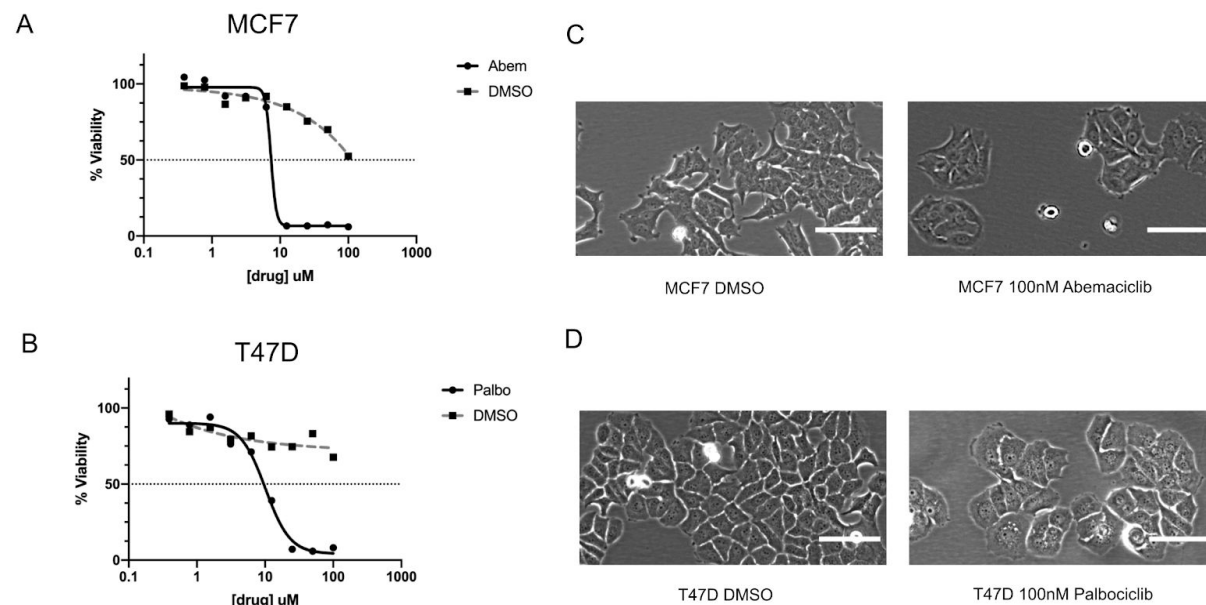 A
MCF7
Abem
DMSO
% Viability
100
50
0
0.1
1
10
100
1000
[drug] uM
B
T47D
Palbo
DMSO
% Viability
100
50
0
0.1
1
10
100
1000
[drug] uM
C
MCF7 DMSO
MCF7 100nM Abemaciclib
D
T47D DMSO
T47D 100nM Palbociclib